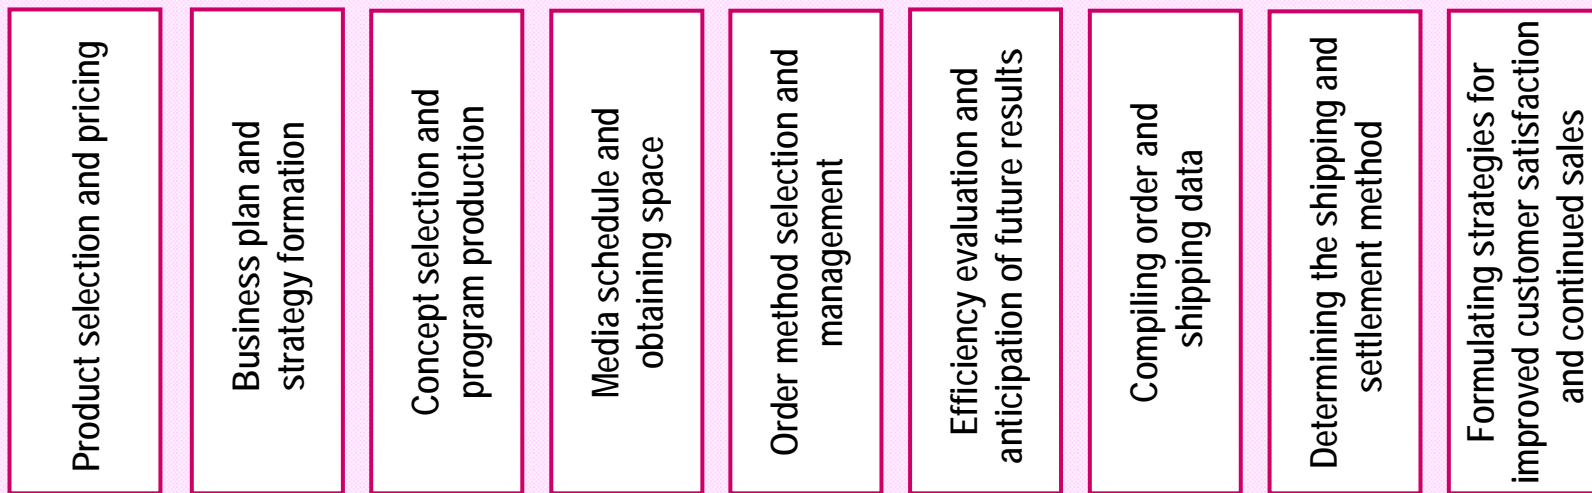 Product selection and pricing
Business plan and
strategy formation
Concept selection and
program production
Media schedule and
obtaining space
Order method selection and
management
Efficiency evaluation and
anticipation of future results
Compiling order and
shipping data
Determining the shipping and
settlement method
Formulating strategies for
improved customer satisfaction
and continued sales